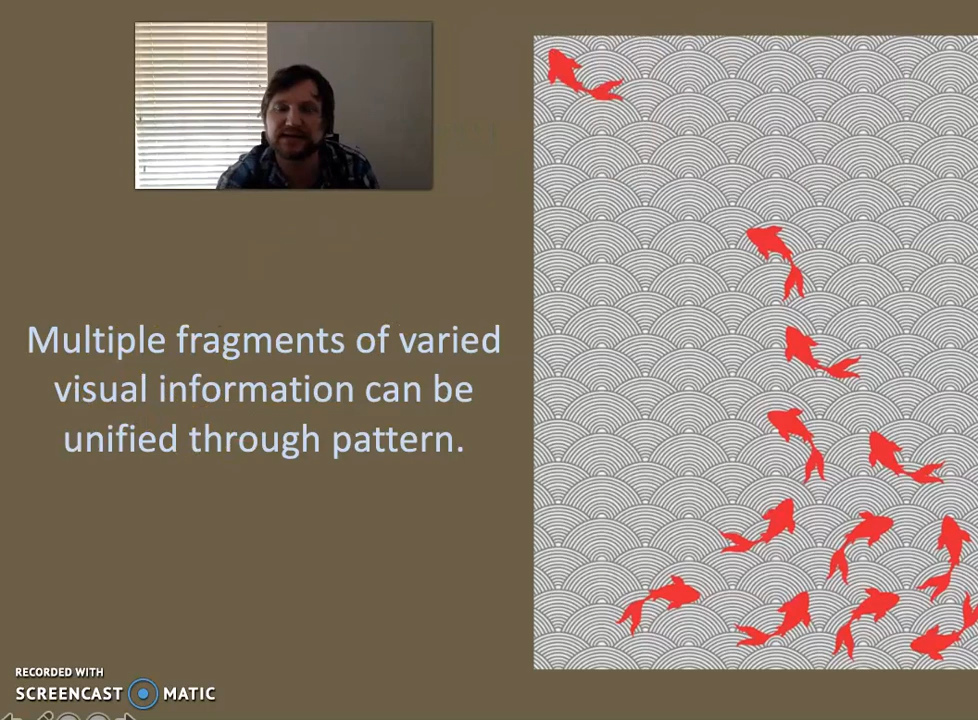 Multiple fragments of varied
visual information can be
unified through pattern.
RECORDED WITH
SCREENCAST MATIC